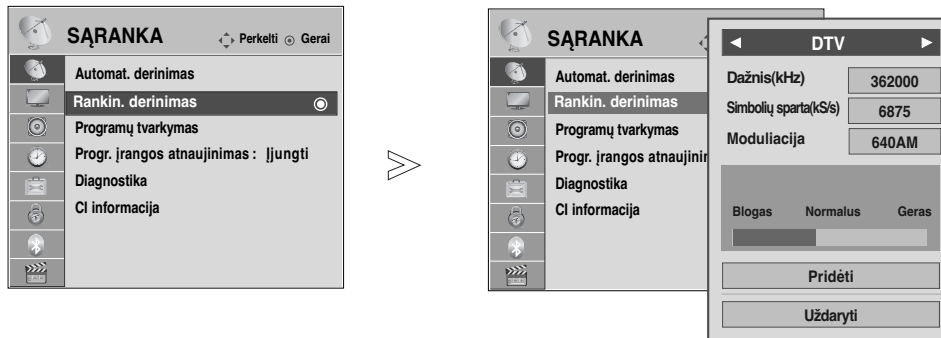 SĄRANKA
Perkelti Gerai
Automat. derinimas
Rankin. derinimas
Programų tvarkymas
Progr. įrangos atnaujinimas : Įjungti
Diagnostika
CI informacija
SĄRANKA
Automat. derinimas
Rankin. derinimas
Programų tvarkymas
Progr. įrangos atnaujinim
Diagnostika
CI informacija
◄ DTV ►
Dažnis(kHz) 362000
Simbolių sparta(kS/s) 6875
Moduliacija 640AM
Blogas Normalus Geras
Pridėti
Uždaryti